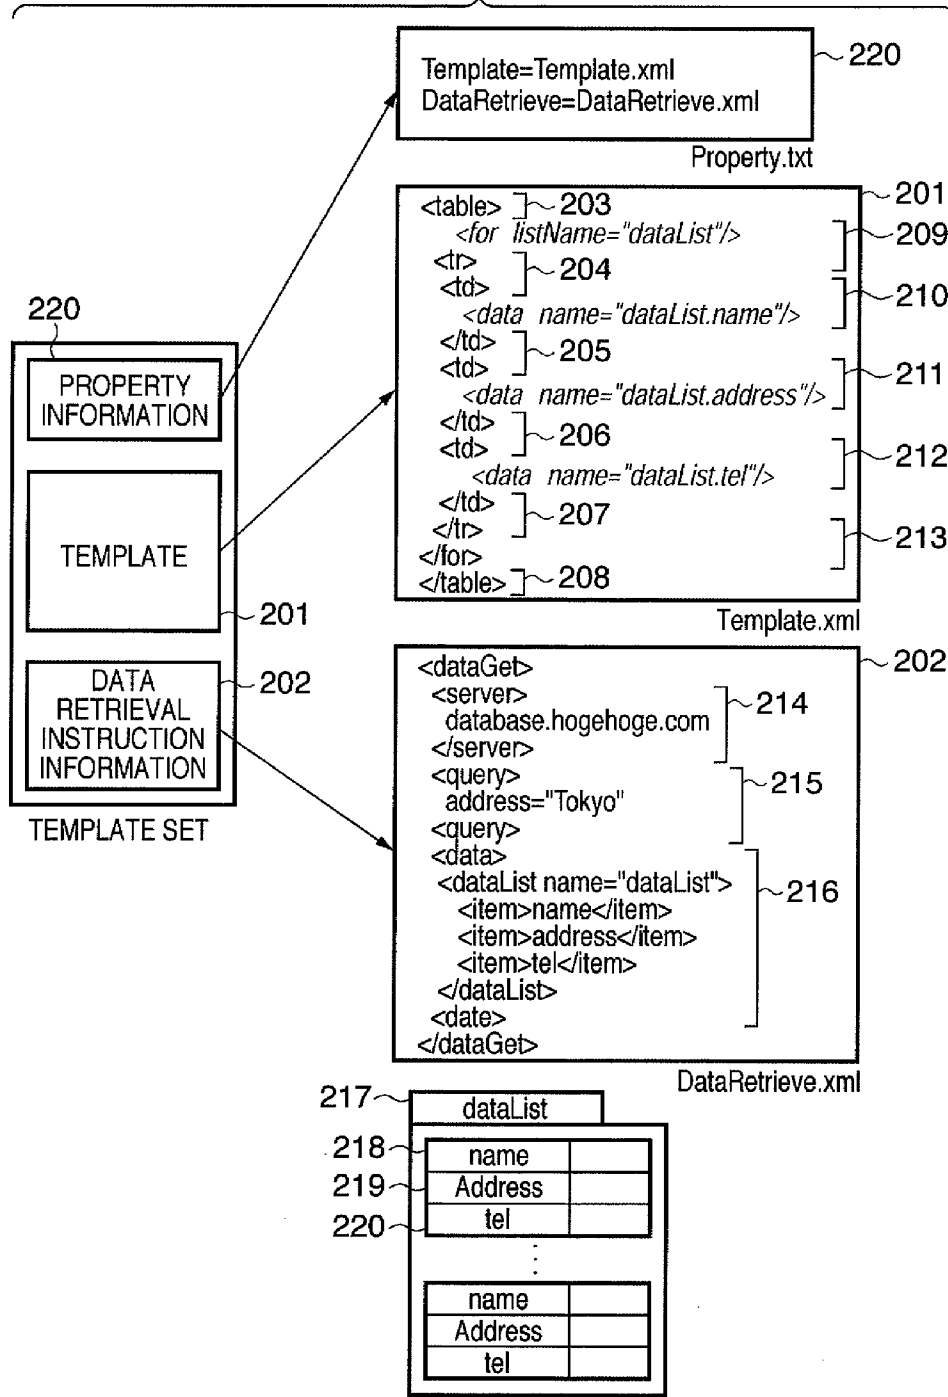 220
PROPERTY
INFORMATION
TEMPLATE
201
202
DATA
RETRIEVAL
INSTRUCTION
INFORMATION
TEMPLATE SET
220
Template=Template.xml
DataRetrieve=DataRetrieve.xml
Property.txt
201
<table> 203
<for listName="dataList"/> 209
<tr> 204
<td> 210
<data name="dataList.name"/>
</td> 205
<td> 211
<data name="dataList.address"/>
</td> 206
<td> 212
<data name="dataList.tel"/>
</td> 207
</tr> 213
</for>
</table> 208
Template.xml
202
<dataGet>
<server> 214
database.hogehoge.com
</server>
<query> 215
address="Tokyo"
<query>
<data>
<dataList name="dataList"> 216
<item>name</item>
<item>address</item>
<item>tel</item>
</dataList>
<date>
</dataGet>
DataRetrieve.xml
217 dataList
218 name
219 Address
220 tel
name
Address
tel